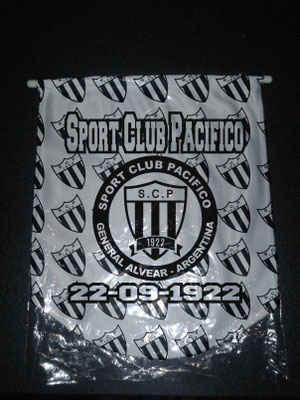 SPORT CLUB PACIFICO
SPORT CLUB PACIFICO
S.C.P
1922
GENERAL ALVEAR - ARGENTINA
22-09-1922